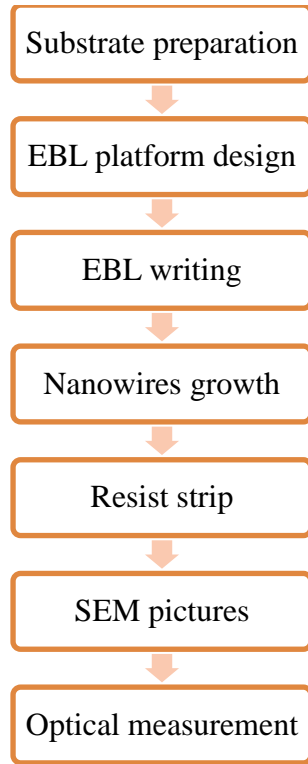 Substrate preparation
EBL platform design
EBL writing
Nanowires growth
Resist strip
SEM pictures
Optical measurement